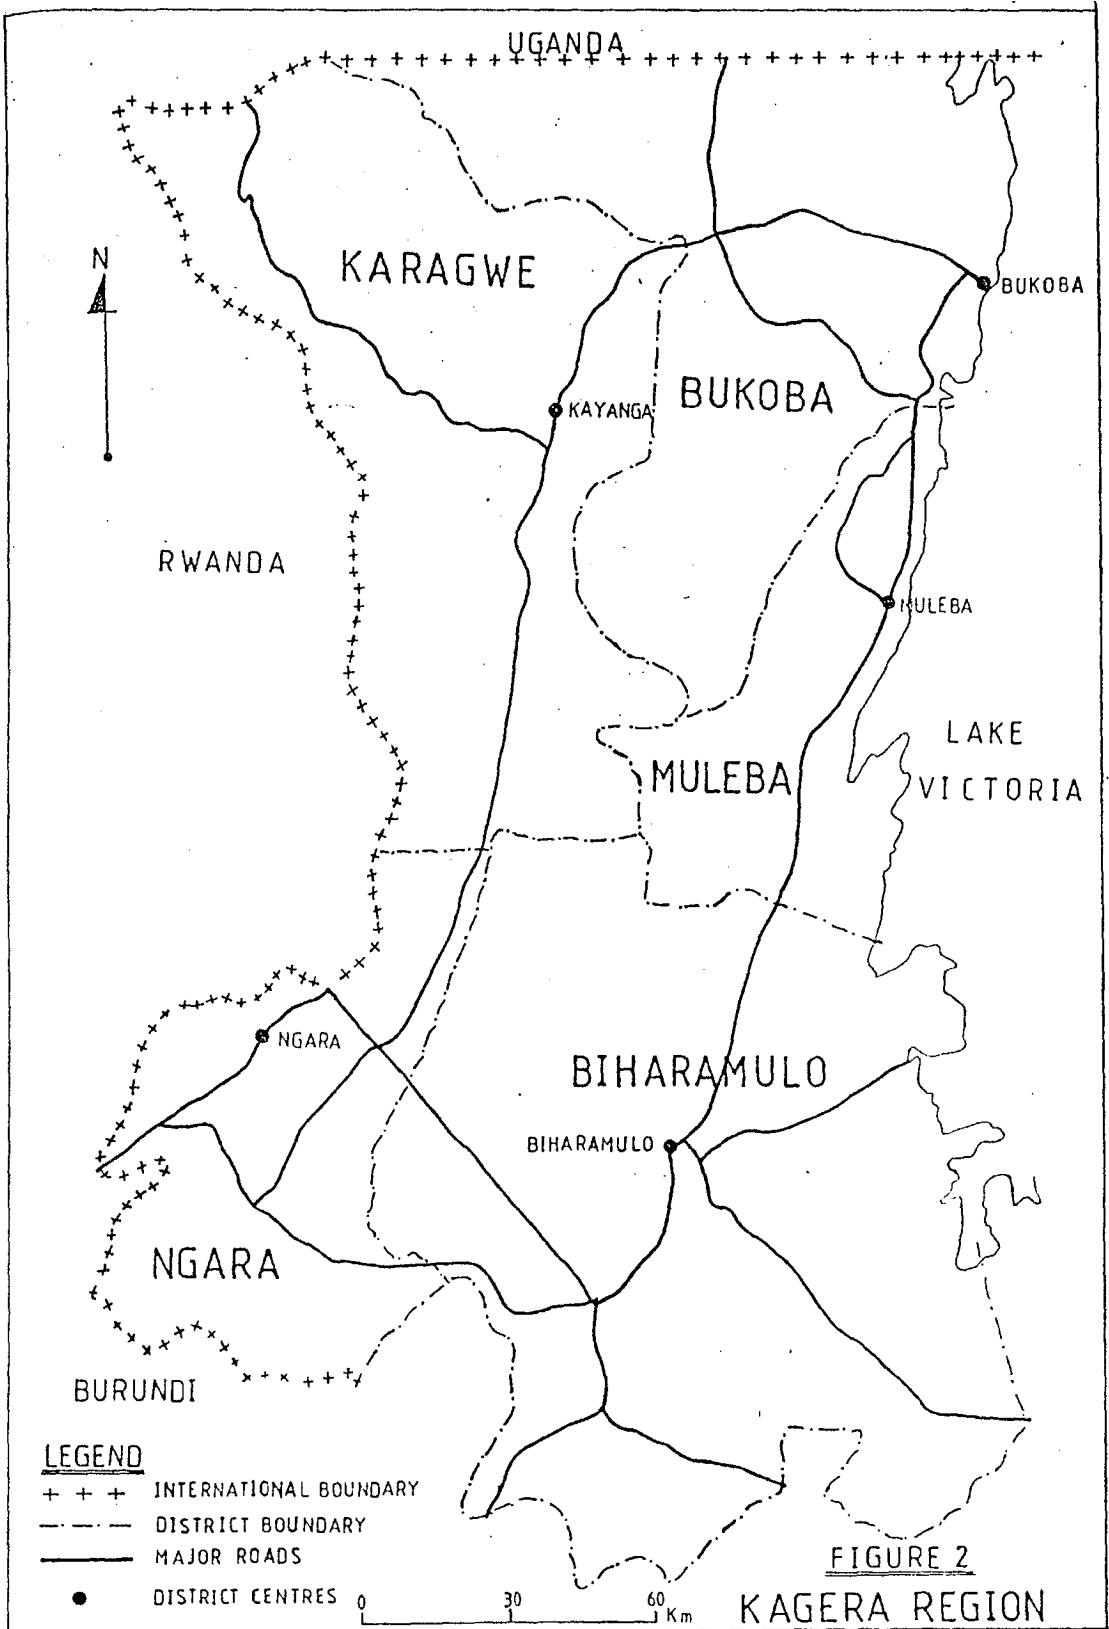 UGANDA
N
KARAGWE
BUKOBA
BUKOBA
KAYANGA
RWANDA
MULEBA
LAKE
VICTORIA
MULEBA
NGARA
BIHARAMULO
BIHARAMULO
NGARA
BURUNDI
LEGEND
INTERNATIONAL BOUNDARY
DISTRICT BOUNDARY
MAJOR ROADS
DISTRICT CENTRES
0 30 60 Km
FIGURE 2
KAGERA REGION